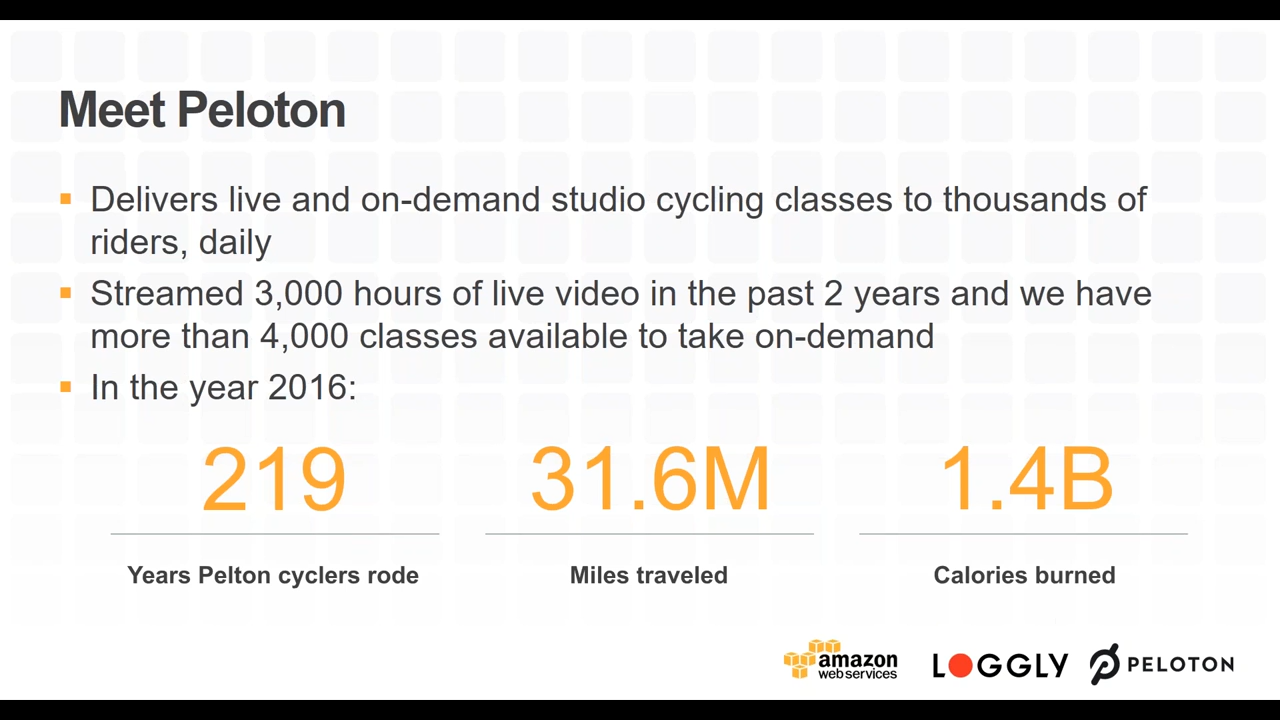 Meet Peloton
Delivers live and on-demand studio cycling classes to thousands of
riders, daily
Streamed 3,000 hours of live video in the past 2 years and we have
more than 4,000 classes available to take on-demand
In the year 2016:
219
31.6M
1.4B
Years Pelton cyclers rode
Miles traveled
Calories burned
amazon
webservices
LOGGLY
PELOTON